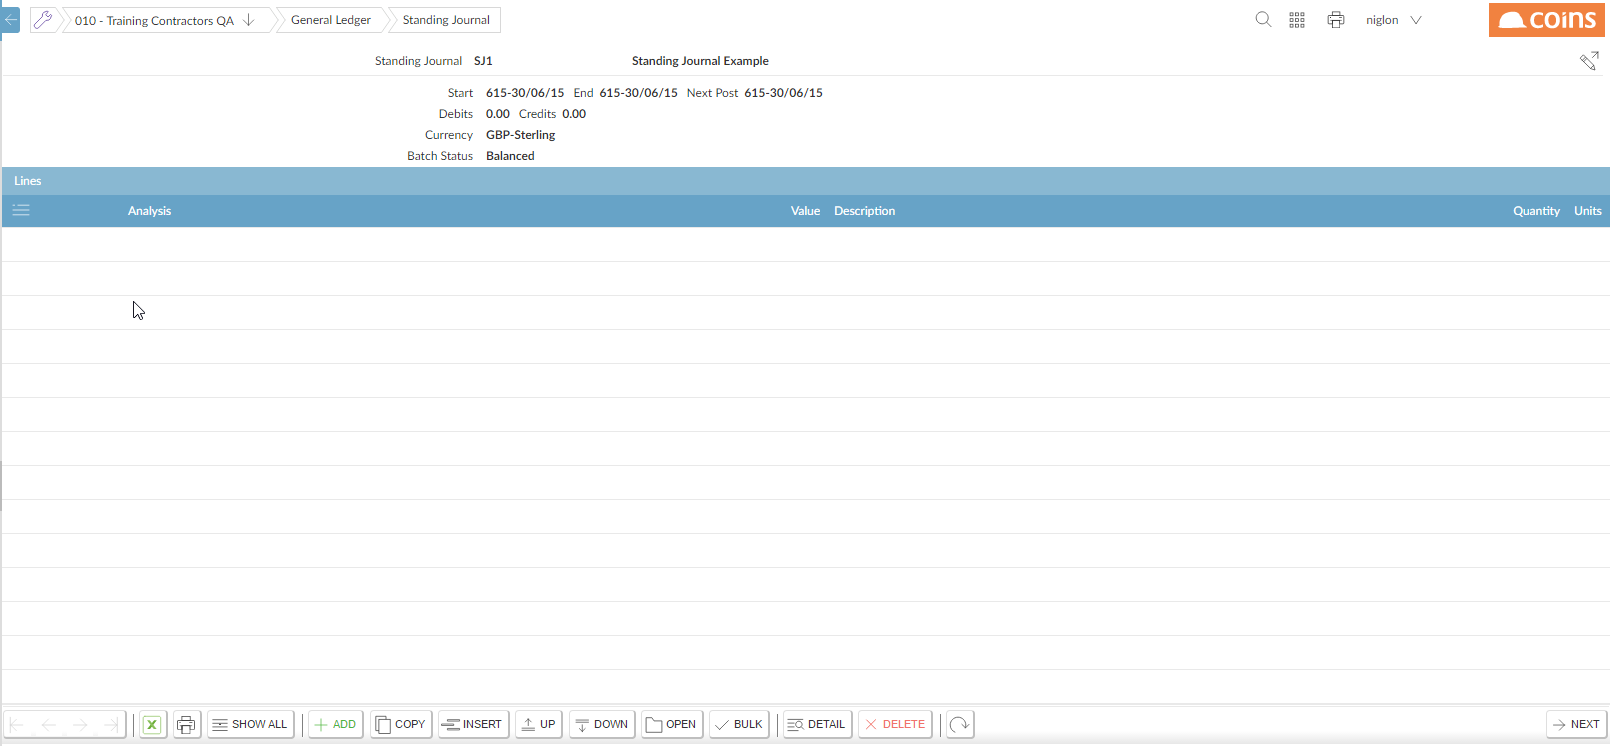 010 - Training Contractors QA General Ledger Standing Journal niglon coins
Standing Journal SJ1 Standing Journal Example
Start 615-30/06/15 End 615-30/06/15 Next Post 615-30/06/15
Debits 0.00 Credits 0.00
Currency GBP-Sterling
Batch Status Balanced
Lines
Analysis Value Description Quantity Units
SHOW ALL ADD COPY INSERT UP DOWN OPEN BULK DETAIL DELETE NEXT